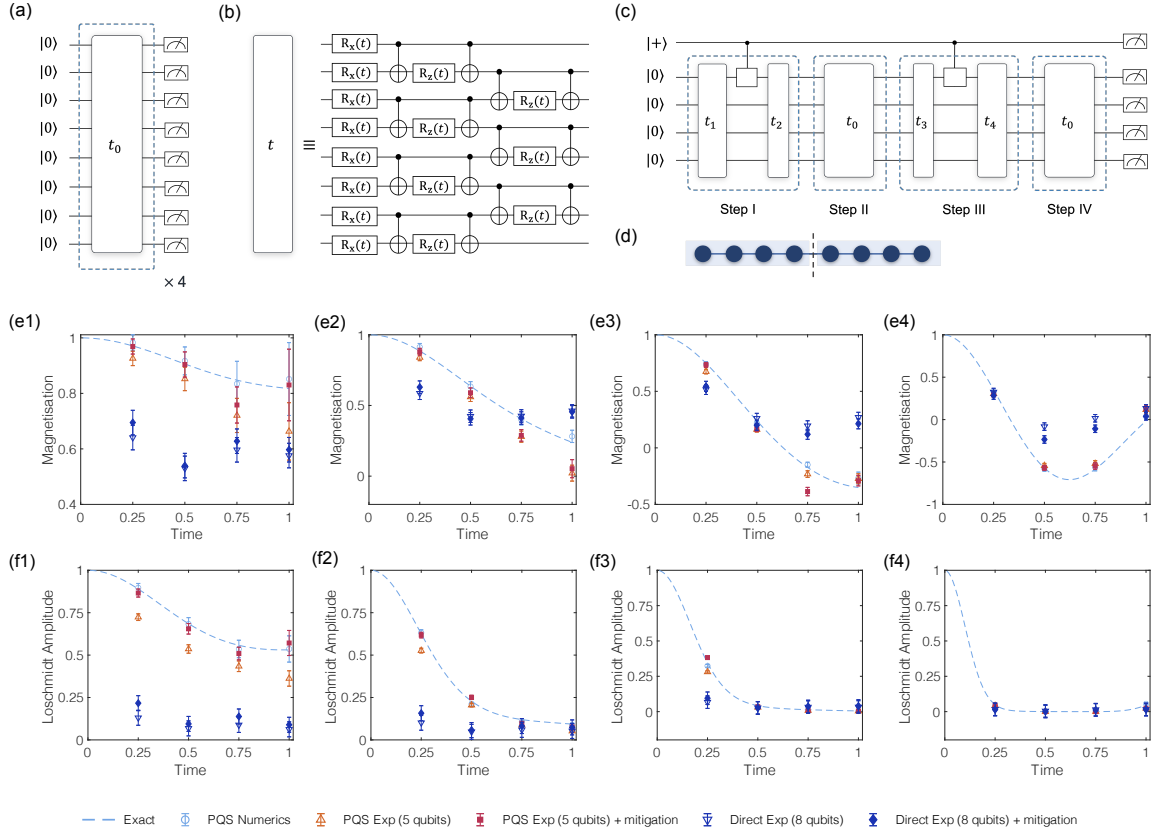 (a)
(b)
(c)
|0⟩
|0⟩
|0⟩
|0⟩
|0⟩
|0⟩
|0⟩
|0⟩
t₀
× 4
t
≡
Rₓ(t)
Rₓ(t) R_z(t)
Rₓ(t) R_z(t)
Rₓ(t) R_z(t)
Rₓ(t) R_z(t)
Rₓ(t) R_z(t)
Rₓ(t) R_z(t)
Rₓ(t) R_z(t)
|+⟩
|0⟩
|0⟩
|0⟩
|0⟩
t₁ t₂ t₀ t₃ t₄ t₀
Step I Step II Step III Step IV
(d)
(e1)
Magnetisation
1
0.8
0.6
0.4
0 0.25 0.5 0.75 1
Time
(e2)
Magnetisation
1
0.5
0
0 0.25 0.5 0.75 1
Time
(e3)
Magnetisation
1
0.5
0
-0.5
0 0.25 0.5 0.75 1
Time
(e4)
Magnetisation
1
0.5
0
-0.5
-1
0 0.25 0.5 0.75 1
Time
(f1)
Loschmidt Amplitude
1
0.75
0.5
0.25
0
0 0.25 0.5 0.75 1
Time
(f2)
Loschmidt Amplitude
1
0.75
0.5
0.25
0
0 0.25 0.5 0.75 1
Time
(f3)
Loschmidt Amplitude
1
0.75
0.5
0.25
0
0 0.25 0.5 0.75 1
Time
(f4)
Loschmidt Amplitude
1
0.75
0.5
0.25
0
0 0.25 0.5 0.75 1
Time
Exact PQS Numerics PQS Exp (5 qubits) PQS Exp (5 qubits) + mitigation Direct Exp (8 qubits) Direct Exp (8 qubits) + mitigation